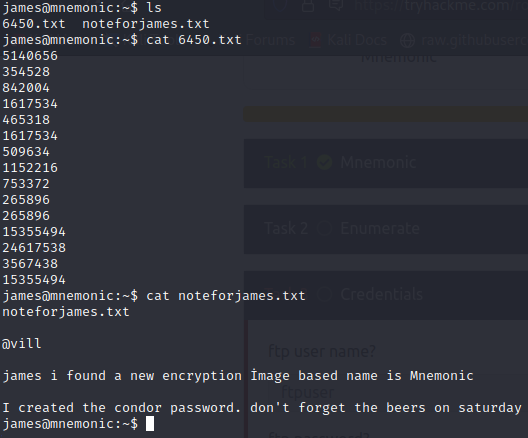 james@mnemonic:~$ ls
6450.txt  noteforjames.txt
james@mnemonic:~$ cat 6450.txt
5140656
354528
842004
1617534
465318
1617534
509634
1152216
753372
265896
265896
15355494
24617538
3567438
15355494
james@mnemonic:~$ cat noteforjames.txt
noteforjames.txt
@vill
james i found a new encryption İmage based name is Mnemonic
I created the condor password. don't forget the beers on saturday
james@mnemonic:~$
https://tryhackme.com
Forums Kali Docs raw.githubuserco
Mnemonic
Task 1 Mnemonic
Task 2 Enumerate
Credentials
ftp user name?
ftpuser